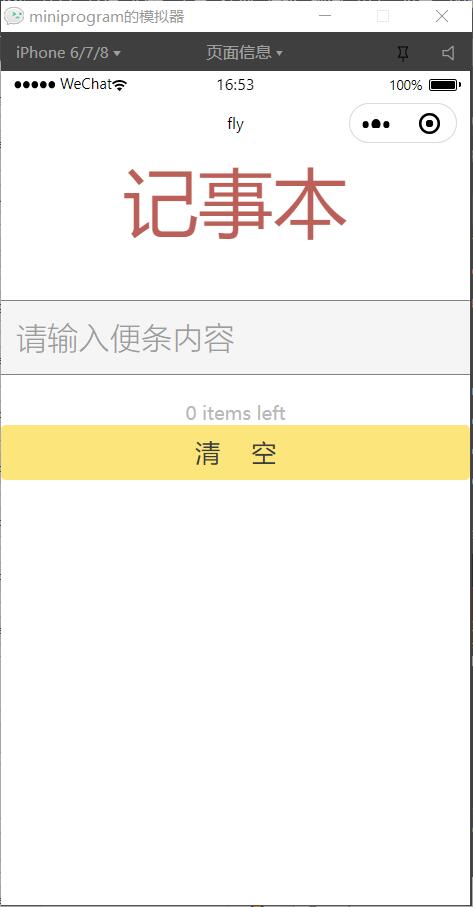 miniprogram的模拟器
iPhone 6/7/8 页面信息
WeChat 16:53 100%
fly
记事本
请输入便条内容
0 items left
清 空